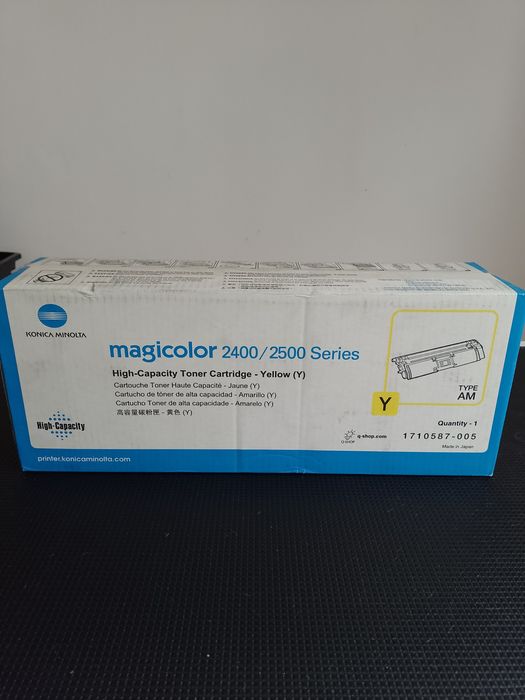 KONICA MINOLTA
magicolor 2400/2500 Series
High-Capacity Toner Cartridge - Yellow (Y)
Cartouche Toner Haute Capacité - Jaune (Y)
Cartucho de tóner de alta capacidad - Amarillo (Y)
Cartucho Toner de alta capacidade - Amarelo (Y)
高容量碳粉匣 - 黃色 (Y)
High-Capacity
printer.konicaminolta.com
Y
TYPE
AM
Quantity - 1
Q-SHOP
q-shop.com
1710587-005
Made in Japan